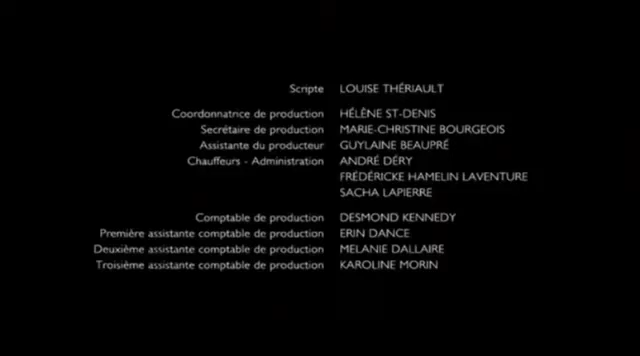 Scripte LOUISE THÉRIAULT
Coordonnatrice de production HÉLÈNE ST-DENIS
Secrétaire de production MARIE-CHRISTINE BOURGEOIS
Assistante du producteur GUYLAINE BEAUPRÉ
Chauffeurs - Administration ANDRÉ DÉRY
FRÉDÉRICKE HAMELIN LAVENTURE
SACHA LAPIERRE
Comptable de production DESMOND KENNEDY
Première assistante comptable de production ERIN DANCE
Deuxième assistante comptable de production MELANIE DALLAIRE
Troisième assistante comptable de production KAROLINE MORIN